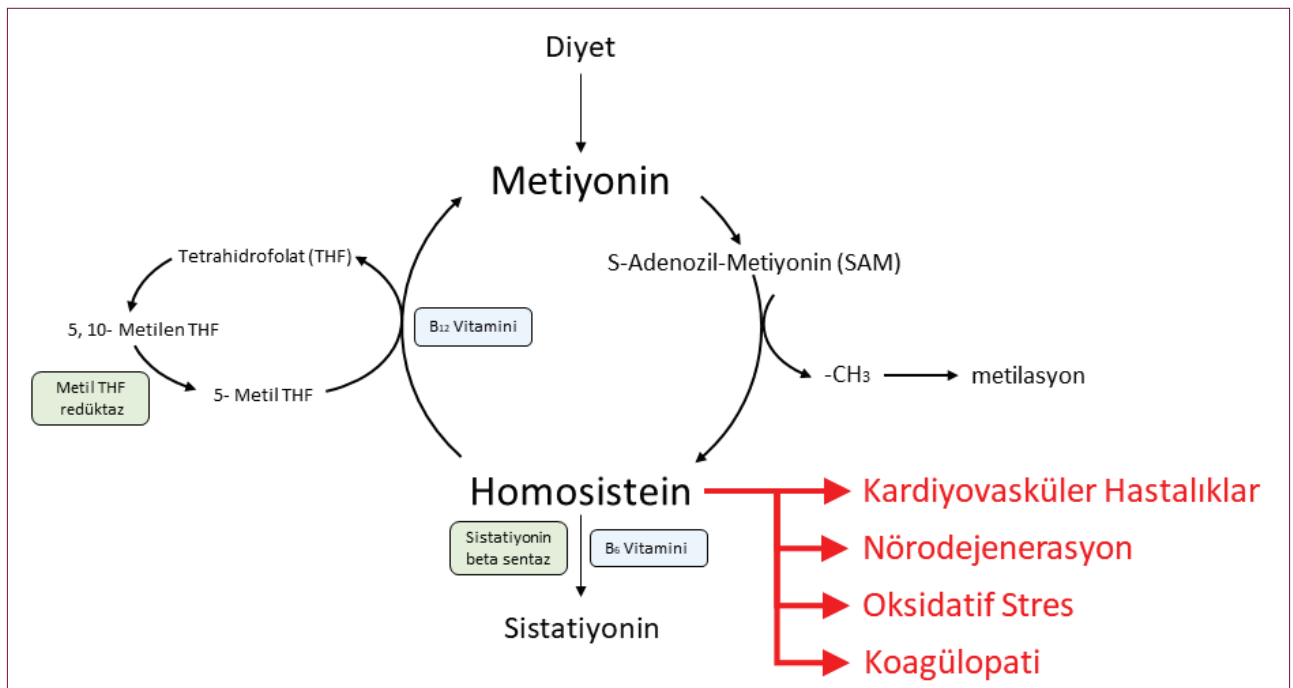 Diyet
Metiyonin
Tetrahidrofolat (THF)
S-Adenozil-Metiyonin (SAM)
5, 10- Metilen THF
B12 Vitamini
Metil THF
redüktaz
5- Metil THF
-CH3
metilasyon
Homosistein
Kardiyovasküler Hastalıklar
Sistatiyonin
beta sentaz
B6 Vitamini
Nörodejenerasyon
Oksidatif Stres
Sistatiyonin
Koagülopati